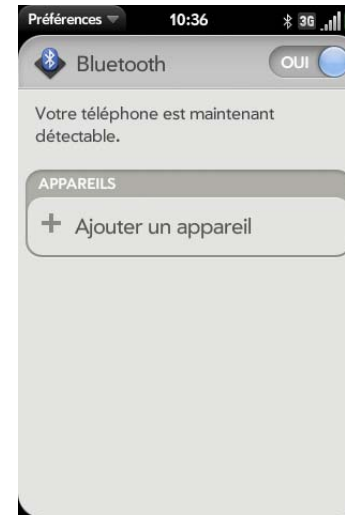 Préférences 10:36 3G
Bluetooth OUI
Votre téléphone est maintenant
détectable.
APPAREILS
+ Ajouter un appareil